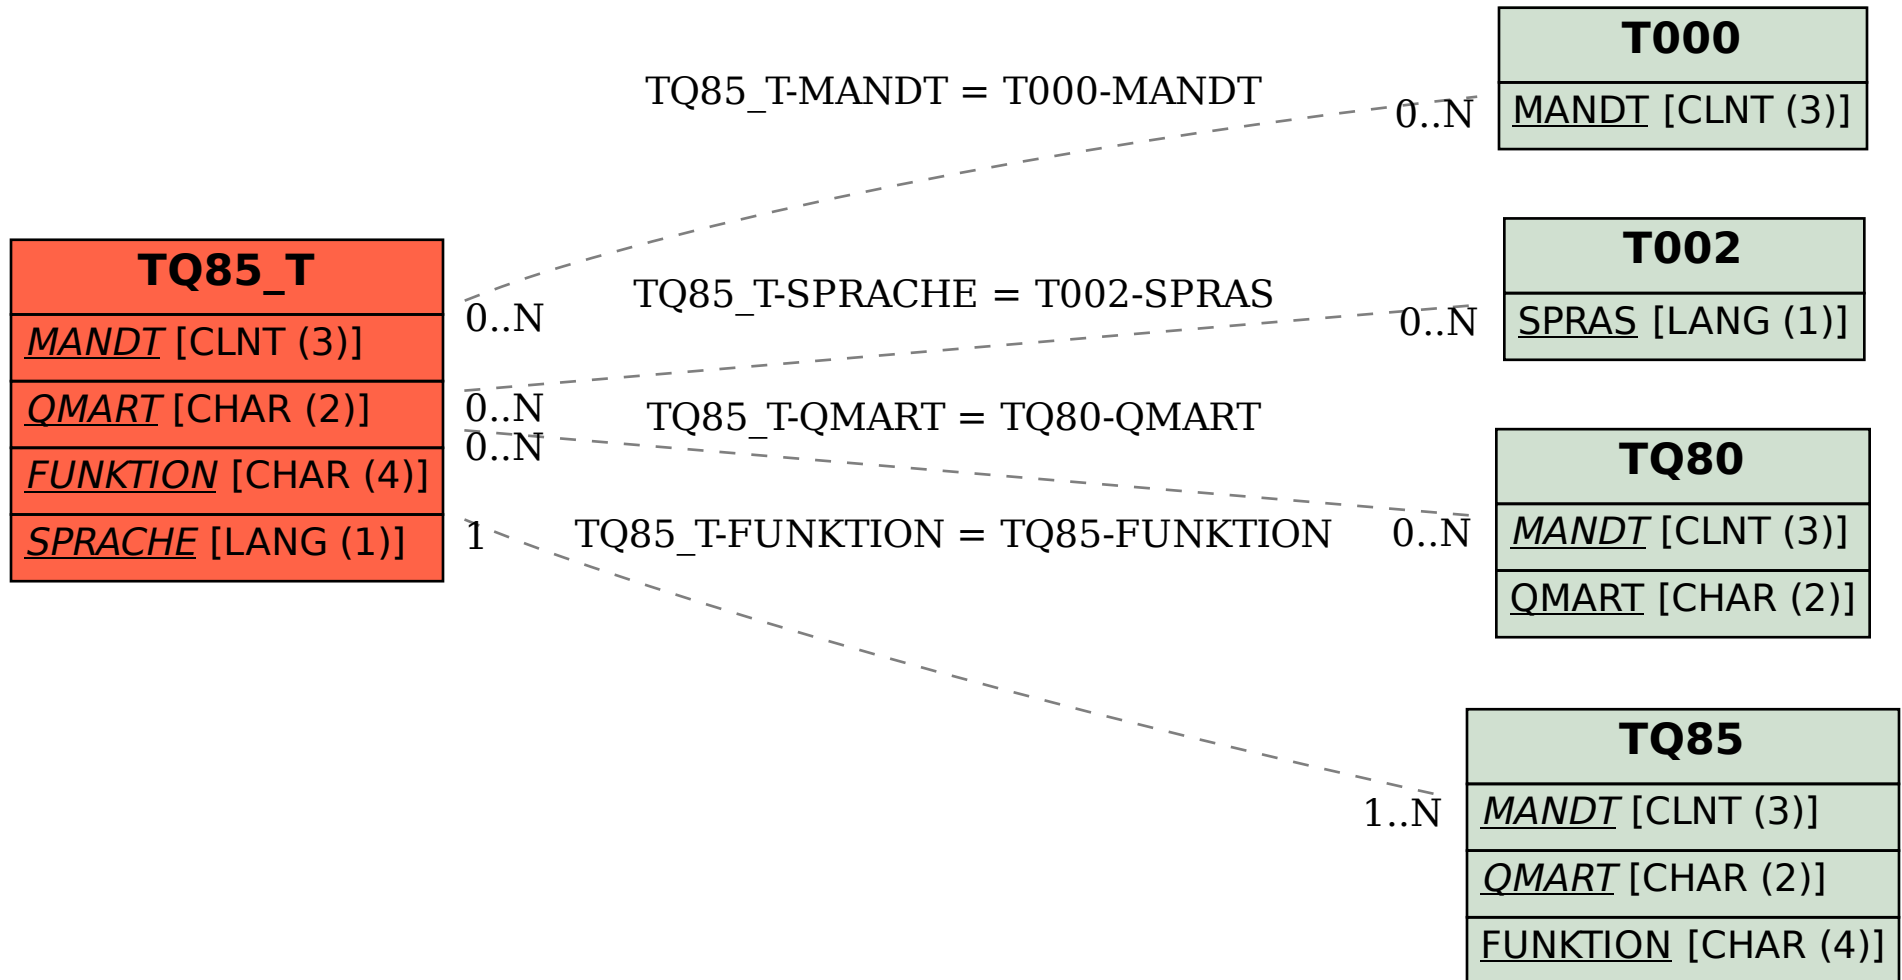 TQ85_T
MANDT [CLNT (3)]
QMART [CHAR (2)]
FUNKTION [CHAR (4)]
SPRACHE [LANG (1)]
TQ85_T-MANDT = T000-MANDT
0..N
0..N
TQ85_T-SPRACHE = T002-SPRAS
0..N
0..N
TQ85_T-QMART = TQ80-QMART
0..N
0..N
TQ85_T-FUNKTION = TQ85-FUNKTION
1
1..N
T000
MANDT [CLNT (3)]
T002
SPRAS [LANG (1)]
TQ80
MANDT [CLNT (3)]
QMART [CHAR (2)]
TQ85
MANDT [CLNT (3)]
QMART [CHAR (2)]
FUNKTION [CHAR (4)]